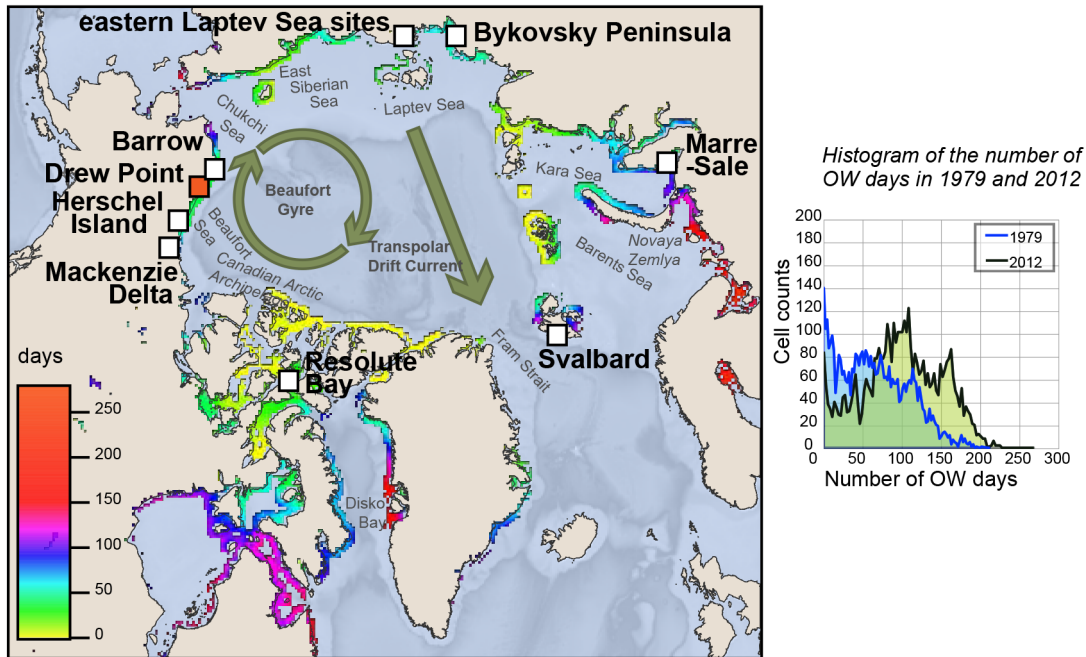 eastern Laptev Sea sites
Bykovsky Peninsula
East
Siberian
Sea
Laptev Sea
Chukchi
Sea
Barrow
Drew Point
Herschel
Island
Mackenzie
Delta
Beaufort
Gyre
Beaufort
Sea
Transpolar
Drift Current
Canadian Arctic
Archipelago
Kara Sea
Marre
-Sale
Novaya
Zemlya
Barents Sea
Svalbard
Fram Strait
Resolute
Bay
Disko
Bay
days
250
200
150
100
50
0
Histogram of the number of
OW days in 1979 and 2012
200
180
160
140
120
100
80
60
40
20
0
Cell counts
1979
2012
0
50
100
150
200
250
300
Number of OW days